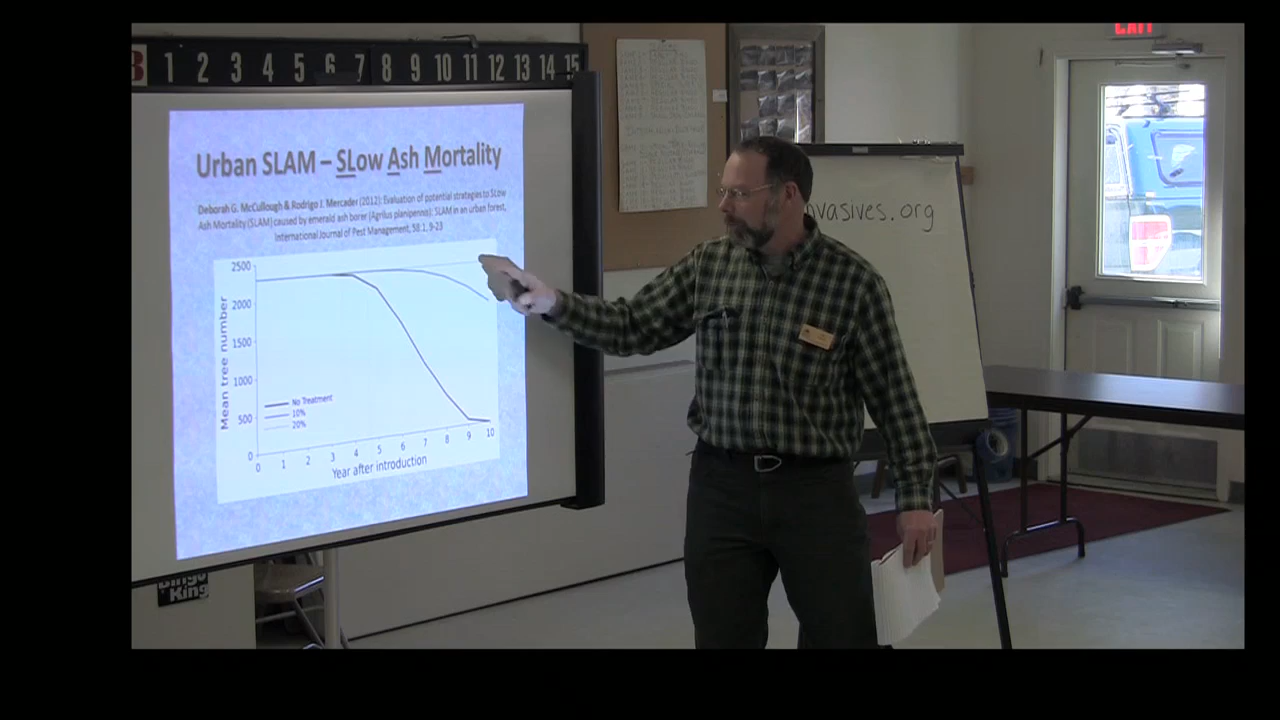 B 1 2 3 4 5 6 7 8 9 10 11 12 13 14 15
EXIT
Urban SLAM – SLow Ash Mortality
Deborah G. McCullough & Rodrigo J. Mercader (2012): Evaluation of potential strategies to SLow
Ash Mortality (SLAM) caused by emerald ash borer (Agrilus planipennis): SLAM in an urban forest,
International Journal of Pest Management, 58:1, 9-23
2500
2000
1500
1000
500
0
Mean tree number
No Treatment
10%
20%
0 1 2 3 4 5 6 7 8 9 10
Year after introduction
nvasives.org
Bingo
King